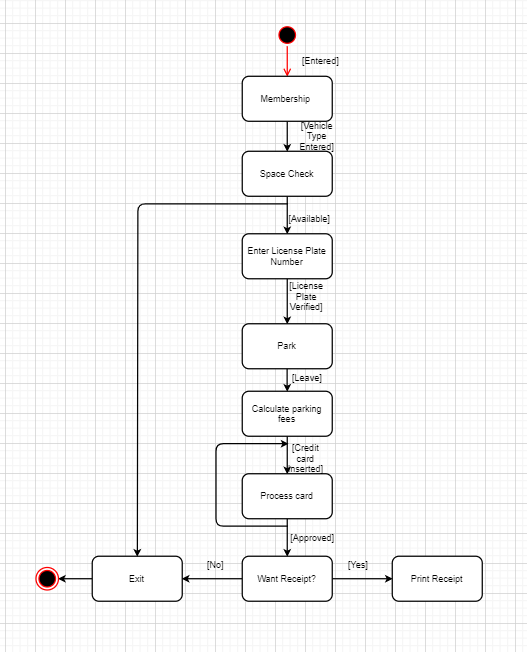 [Entered]
Membership
[Vehicle
Type
Entered]
Space Check
[Available]
Enter License Plate
Number
[License
Plate
Verified]
Park
[Leave]
Calculate parking
fees
[Credit
card
Inserted]
Process card
[Approved]
[No]
[Yes]
Exit
Want Receipt?
Print Receipt